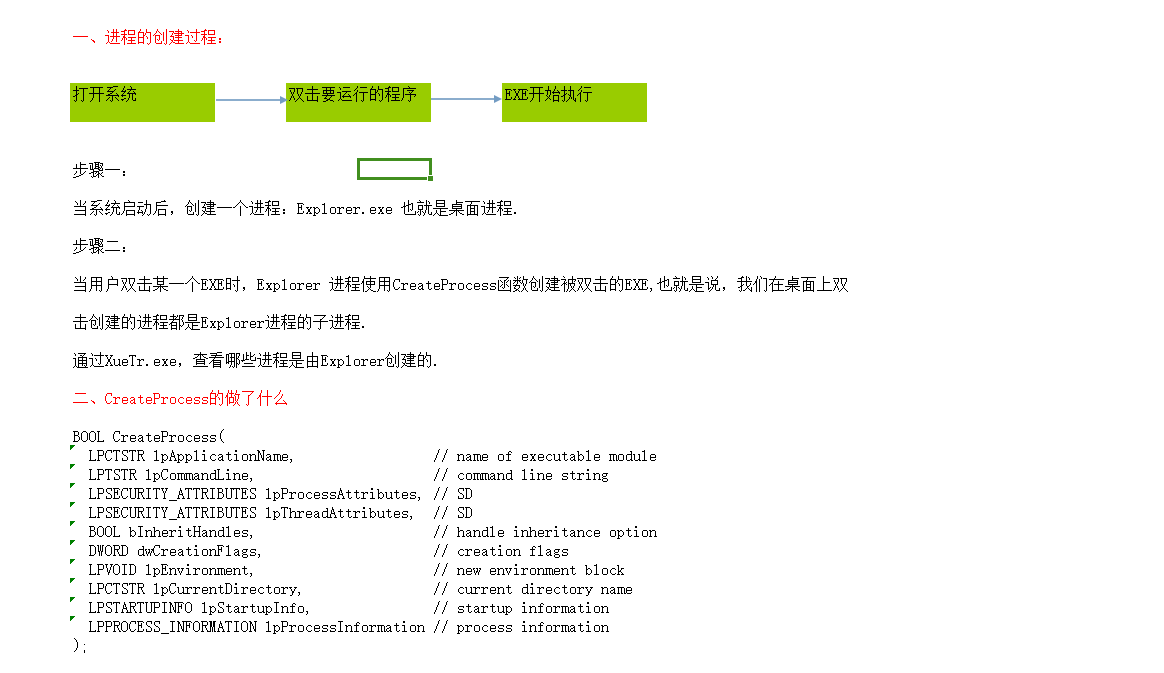 一、进程的创建过程：
打开系统
双击要运行的程序
EXE开始执行
步骤一：
当系统启动后，创建一个进程：Explorer.exe 也就是桌面进程.
步骤二：
当用户双击某一个EXE时，Explorer 进程使用CreateProcess函数创建被双击的EXE,也就是说，我们在桌面上双
击创建的进程都是Explorer进程的子进程.
通过XueTr.exe，查看哪些进程是由Explorer创建的.
二、CreateProcess的做了什么
BOOL CreateProcess(
LPCTSTR lpApplicationName, // name of executable module
LPTSTR lpCommandLine, // command line string
LPSECURITY_ATTRIBUTES lpProcessAttributes, // SD
LPSECURITY_ATTRIBUTES lpThreadAttributes, // SD
BOOL bInheritHandles, // handle inheritance option
DWORD dwCreationFlags, // creation flags
LPVOID lpEnvironment, // new environment block
LPCTSTR lpCurrentDirectory, // current directory name
LPSTARTUPINFO lpStartupInfo, // startup information
LPPROCESS_INFORMATION lpProcessInformation // process information
);